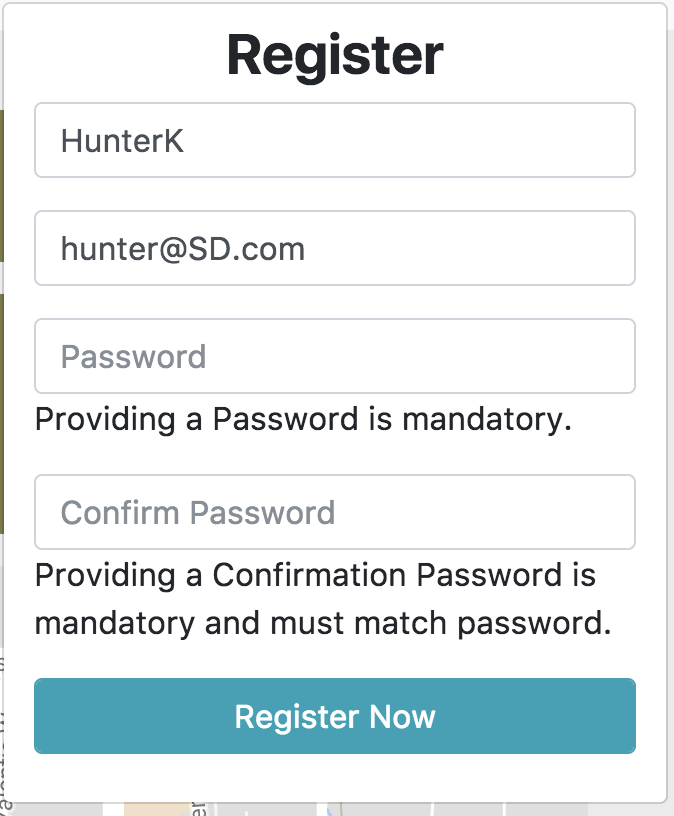 Register
HunterK
hunter@SD.com
Password
Providing a Password is mandatory.
Confirm Password
Providing a Confirmation Password is
mandatory and must match password.
Register Now